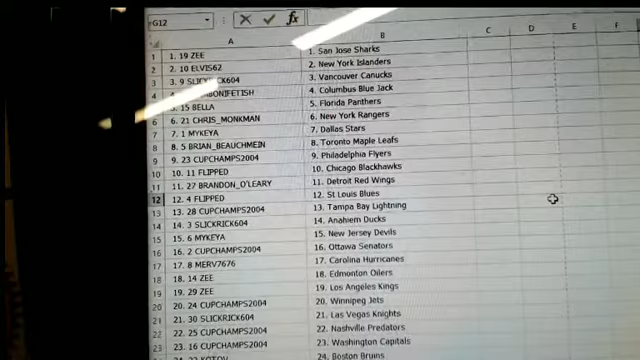 G12 fx
A B C D E F
1 1. 19 ZEE 1. San Jose Sharks
2 2. 10 ELVIS62 2. New York Islanders
3 3. 9 SLICKRICK604 3. Vancouver Canucks
4 4. Columbus Blue Jack
5 15 BELLA 5. Florida Panthers
6 6. 21 CHRIS_MONKMAN 6. New York Rangers
7 7. 1 MYKEYA 7. Dallas Stars
8 8. 5 BRIAN_BEAUCHMEIN 8. Toronto Maple Leafs
9 9. 23 CUPCHAMPS2004 9. Philadelphia Flyers
10 10. 11 FLIPPED 10. Chicago Blackhawks
11 11. 27 BRANDON_O'LEARY 11. Detroit Red Wings
12 12. 4 FLIPPED 12. St Louis Blues
13 13. 28 CUPCHAMPS2004 13. Tampa Bay Lightning
14 14. 3 SLICKRICK604 14. Anahiem Ducks
15 15. 6 MYKEYA 15. New Jersey Devils
16 16. 2 CUPCHAMPS2004 16. Ottawa Senators
17 17. 8 MERV7676 17. Carolina Hurricanes
18 18. 14 ZEE 18. Edmonton Oilers
19 19. 29 ZEE 19. Los Angeles Kings
20 20. 24 CUPCHAMPS2004 20. Winnipeg Jets
21 21. 30 SLICKRICK604 21. Las Vegas Knights
22 22. 25 CUPCHAMPS2004 22. Nashville Predators
23 23. 16 CUPCHAMPS2004 23. Washington Capitals
24. Boston Bruins